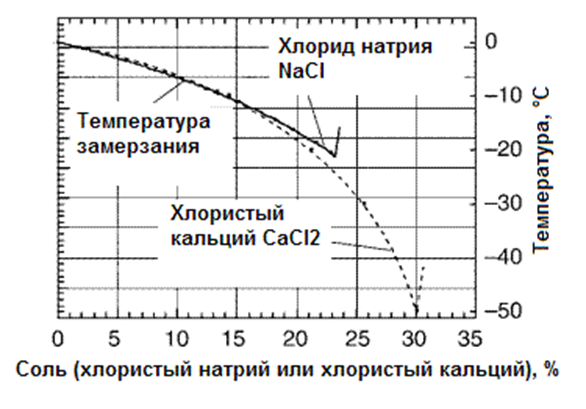 Хлорид натрия
NaCl
Температура
замерзания
Хлористый
кальций CaCl2
0
–10
–20
–30
–40
–50
Температура, °C
0 5 10 15 20 25 30 35
Соль (хлористый натрий или хлористый кальций), %